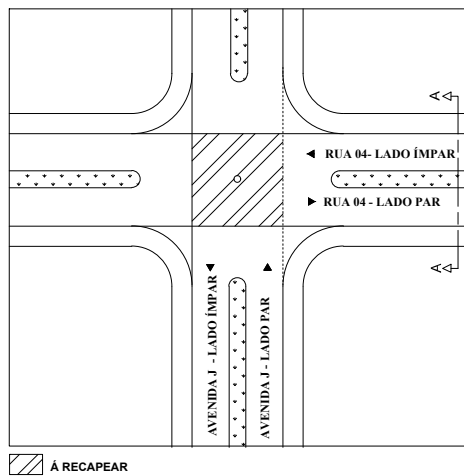 A
RUA 04- LADO ÍMPAR
RUA 04 - LADO PAR
A
AVENIDA J - LADO ÍMPAR
AVENIDA J - LADO PAR
Á RECAPEAR